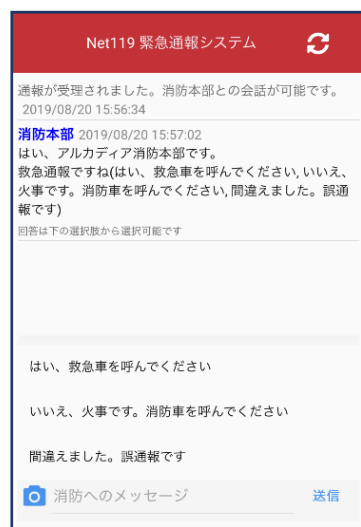 Net119 緊急通報システム
通報が受理されました。消防本部との会話が可能です。
2019/08/20 15:56:34
消防本部 2019/08/20 15:57:02
はい、アルカディア消防本部です。
救急通報ですね(はい、救急車を呼んでください, いいえ、
火事です。消防車を呼んでください, 間違えました。誤通
報です)
回答は下の選択肢から選択可能です
はい、救急車を呼んでください
いいえ、火事です。消防車を呼んでください
間違えました。誤通報です
消防へのメッセージ 送信